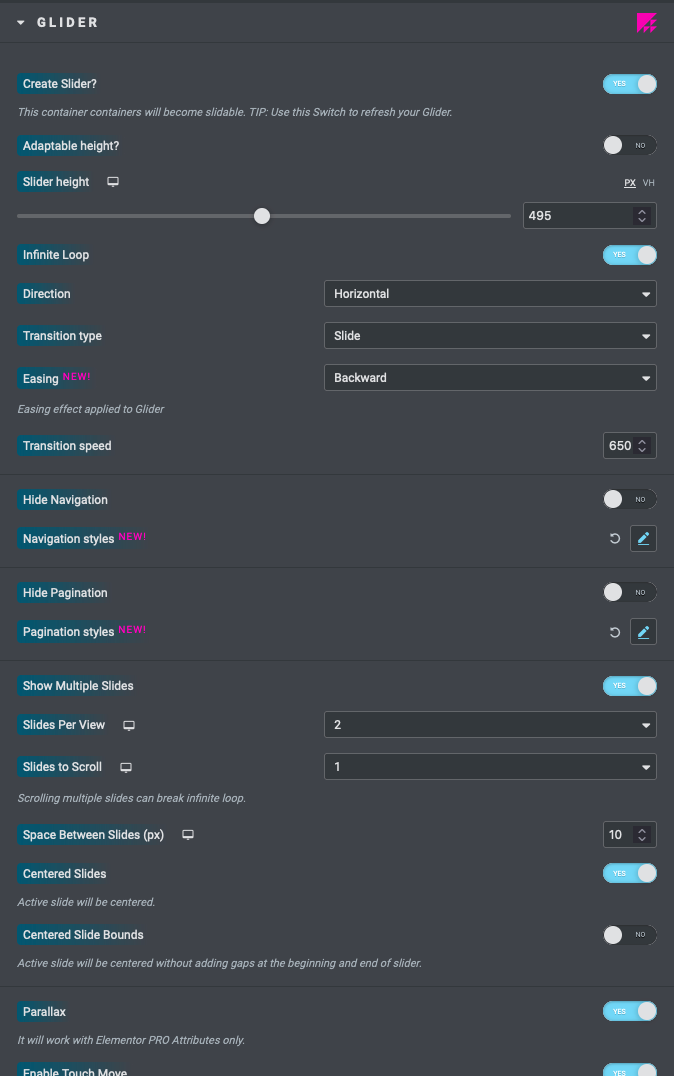 GLIDER
Create Slider? YES
This container containers will become slidable. TIP: Use this Switch to refresh your Glider.
Adaptable height? NO
Slider height PX VH
495
Infinite Loop YES
Direction Horizontal
Transition type Slide
Easing NEW! Backward
Easing effect applied to Glider
Transition speed 650
Hide Navigation NO
Navigation styles NEW!
Hide Pagination NO
Pagination styles NEW!
Show Multiple Slides YES
Slides Per View 2
Slides to Scroll 1
Scrolling multiple slides can break infinite loop.
Space Between Slides (px) 10
Centered Slides YES
Active slide will be centered.
Centered Slide Bounds NO
Active slide will be centered without adding gaps at the beginning and end of slider.
Parallax YES
It will work with Elementor PRO Attributes only.
Enable Touch Move YES